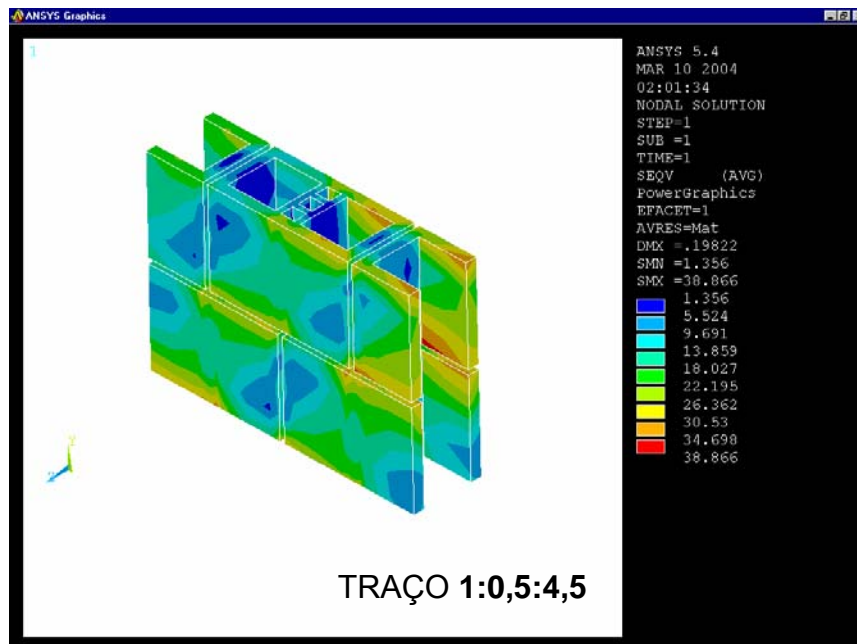 ANSYS Graphics
1
ANSYS 5.4
MAR 10 2004
02:01:34
NODAL SOLUTION
STEP=1
SUB =1
TIME=1
SEQV (AVG)
PowerGraphics
EFACET=1
AVRES=Mat
DMX =.19822
SMN =1.356
SMX =38.866
1.356
5.524
9.691
13.859
18.027
22.195
26.362
30.53
34.698
38.866
TRAÇO 1:0,5:4,5